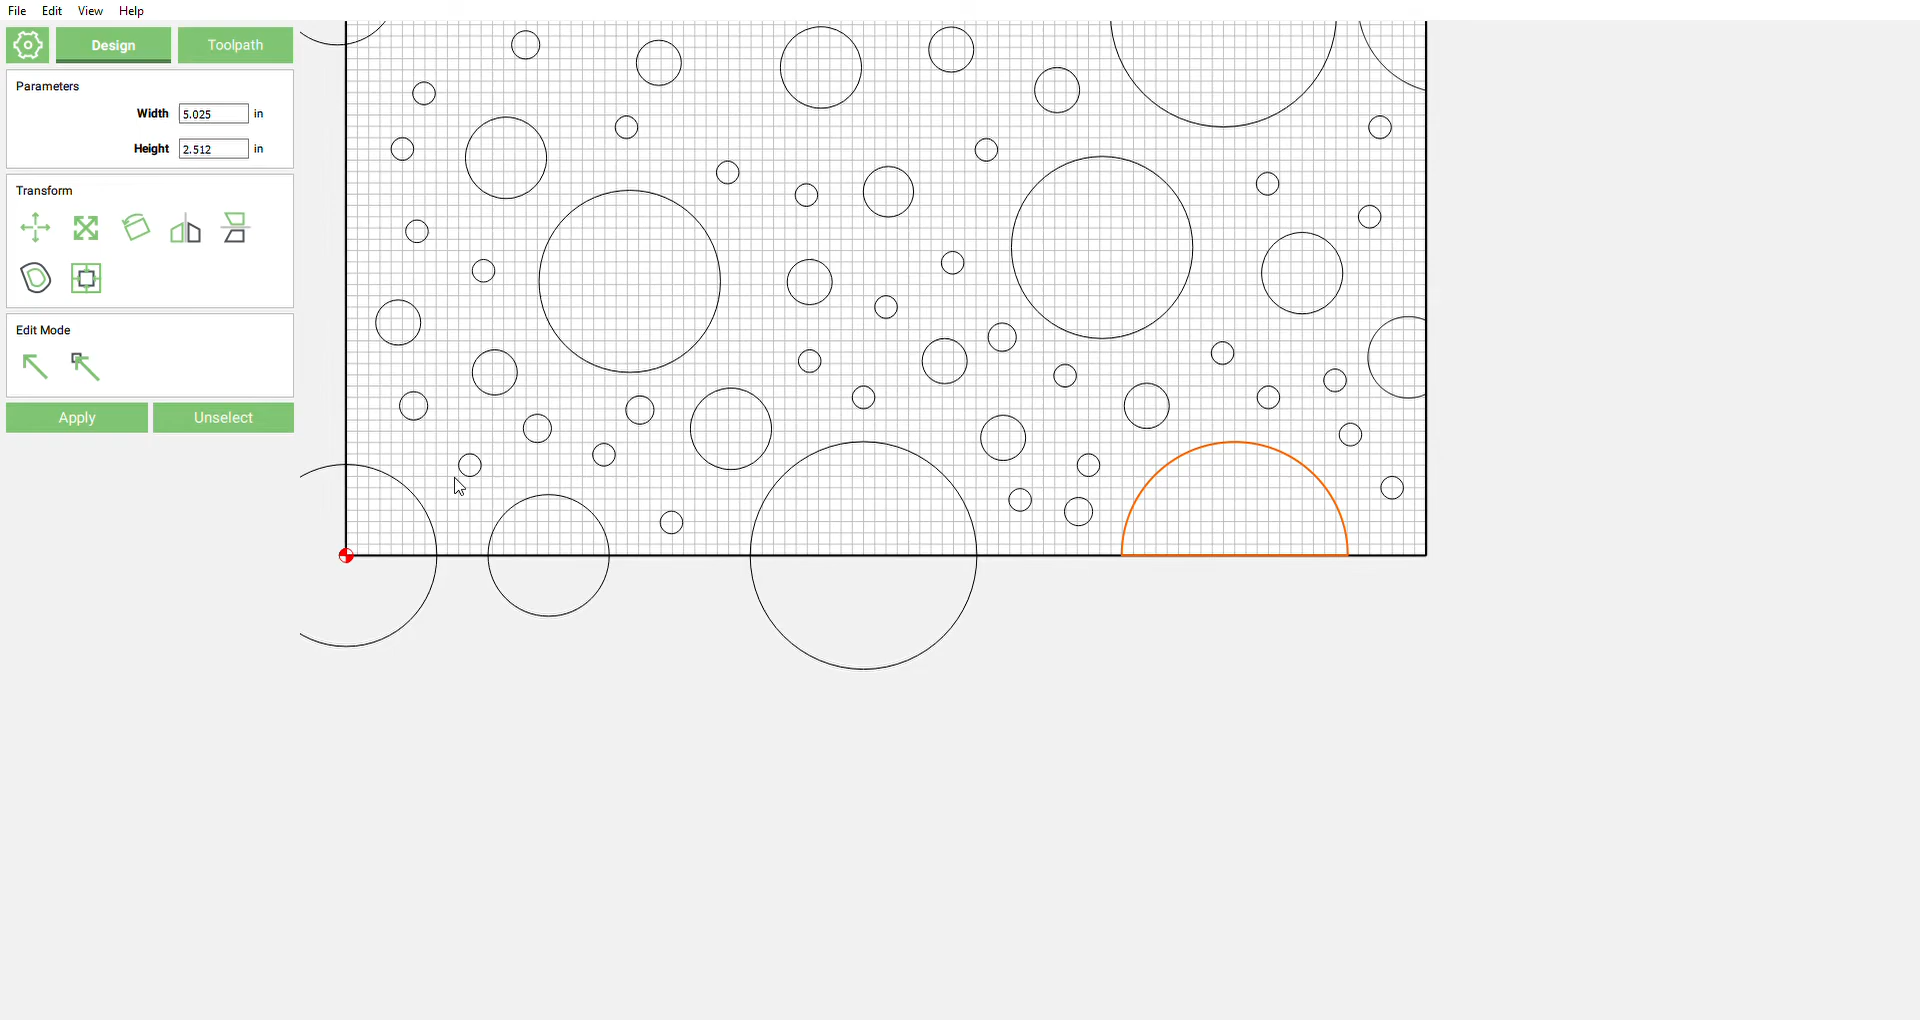 File Edit View Help
Design Toolpath
Parameters
Width 5.025 in
Height 2.512 in
Transform
Edit Mode
Apply Unselect